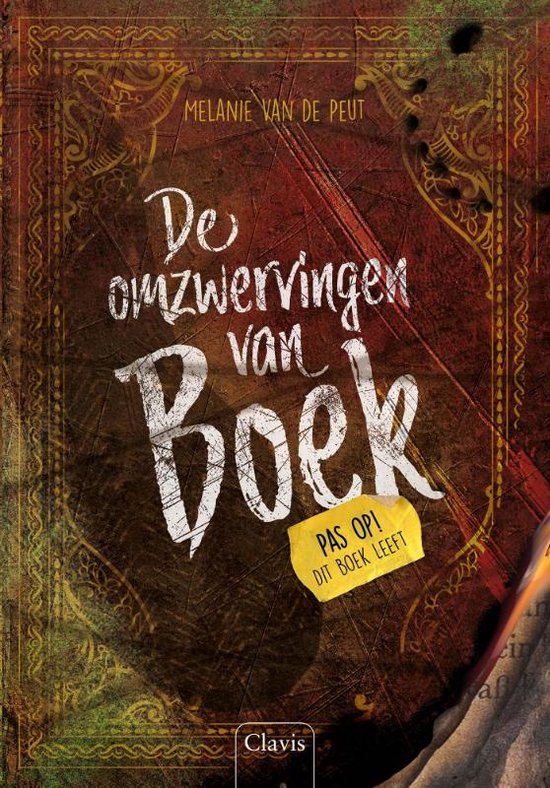 MELANIE VAN DE PEUT
De
omzwervingen
van
Boek
PAS OP!
DIT BOEK LEEFT
Clavis